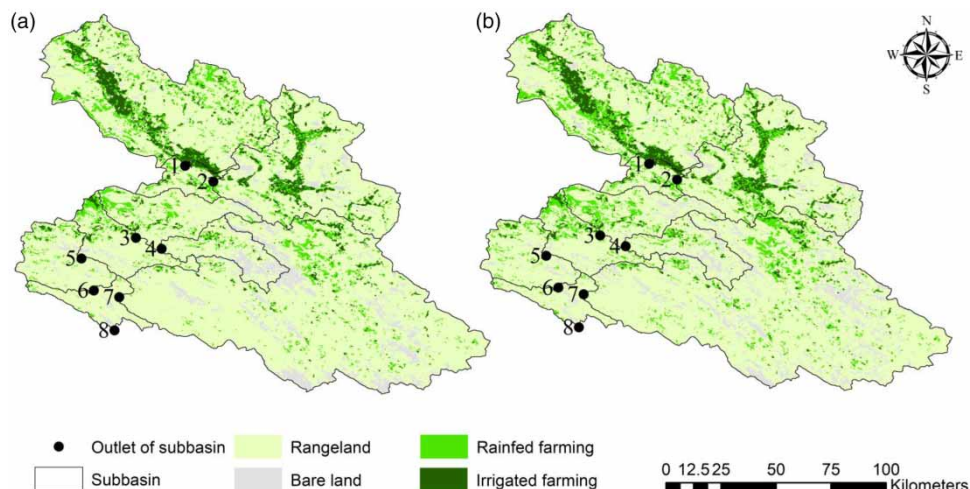 (a)
(b)
N
W E
S
1
2
3
4
5
6
7
8
1
2
3
4
5
6
7
8
Outlet of subbasin
Rangeland
Rainfed farming
Subbasin
Bare land
Irrigated farming
0 12.5 25 50 75 100
Kilometers